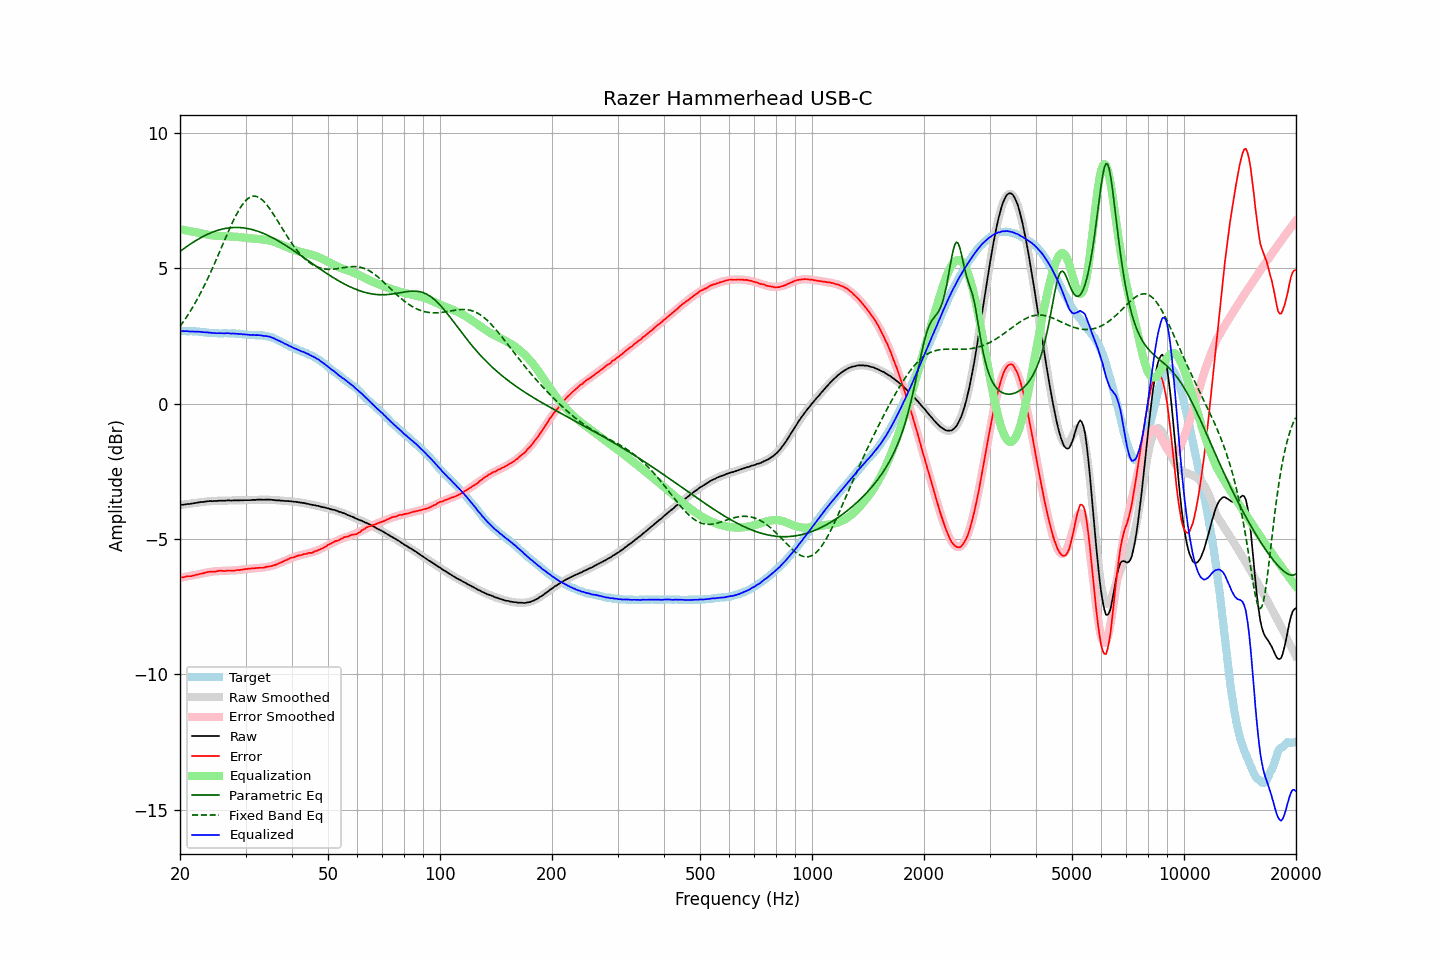 Razer Hammerhead USB-C
10
5
0
−5
−10
−15
Amplitude (dBr)
Target
Raw Smoothed
Error Smoothed
Raw
Error
Equalization
Parametric Eq
Fixed Band Eq
Equalized
20 50 100 200 500 1000 2000 5000 10000 20000
Frequency (Hz)